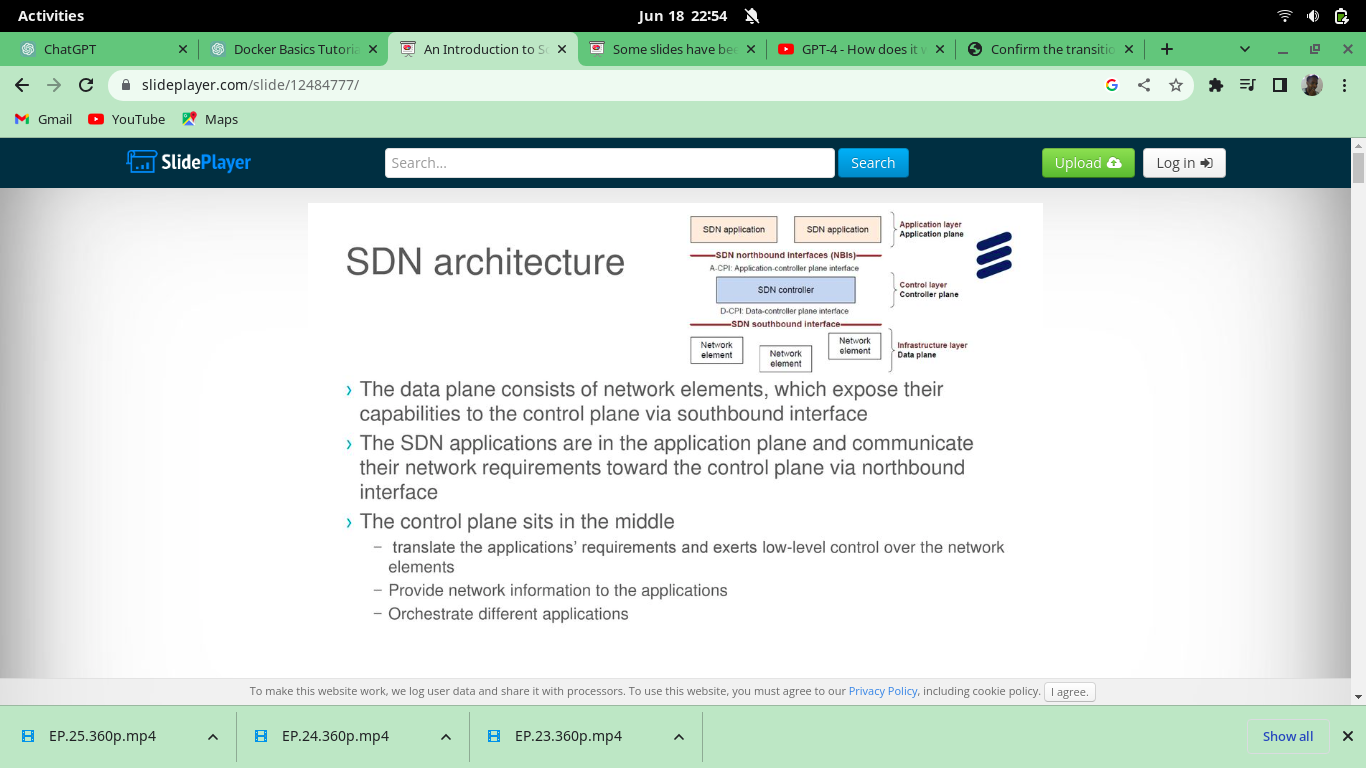 Activities
Jun 18 22:54
ChatGPT
Docker Basics Tutoria
An Introduction to So
Some slides have bee
GPT-4 - How does it w
Confirm the transitio
slideplayer.com/slide/12484777/
Gmail
YouTube
Maps
SlidePlayer
Search...
Search
Upload
Log in
SDN architecture
SDN application
SDN application
Application layer
Application plane
SDN northbound interfaces (NBIs)
A-CPI: Application-controller plane interface
SDN controller
Control layer
Controller plane
D-CPI: Data-controller plane interface
SDN southbound interface
Network
element
Network
element
Network
element
Infrastructure layer
Data plane
› The data plane consists of network elements, which expose their
capabilities to the control plane via southbound interface
› The SDN applications are in the application plane and communicate
their network requirements toward the control plane via northbound
interface
› The control plane sits in the middle
– translate the applications’ requirements and exerts low-level control over the network
elements
– Provide network information to the applications
– Orchestrate different applications
To make this website work, we log user data and share it with processors. To use this website, you must agree to our Privacy Policy, including cookie policy.
I agree.
EP.25.360p.mp4
EP.24.360p.mp4
EP.23.360p.mp4
Show all